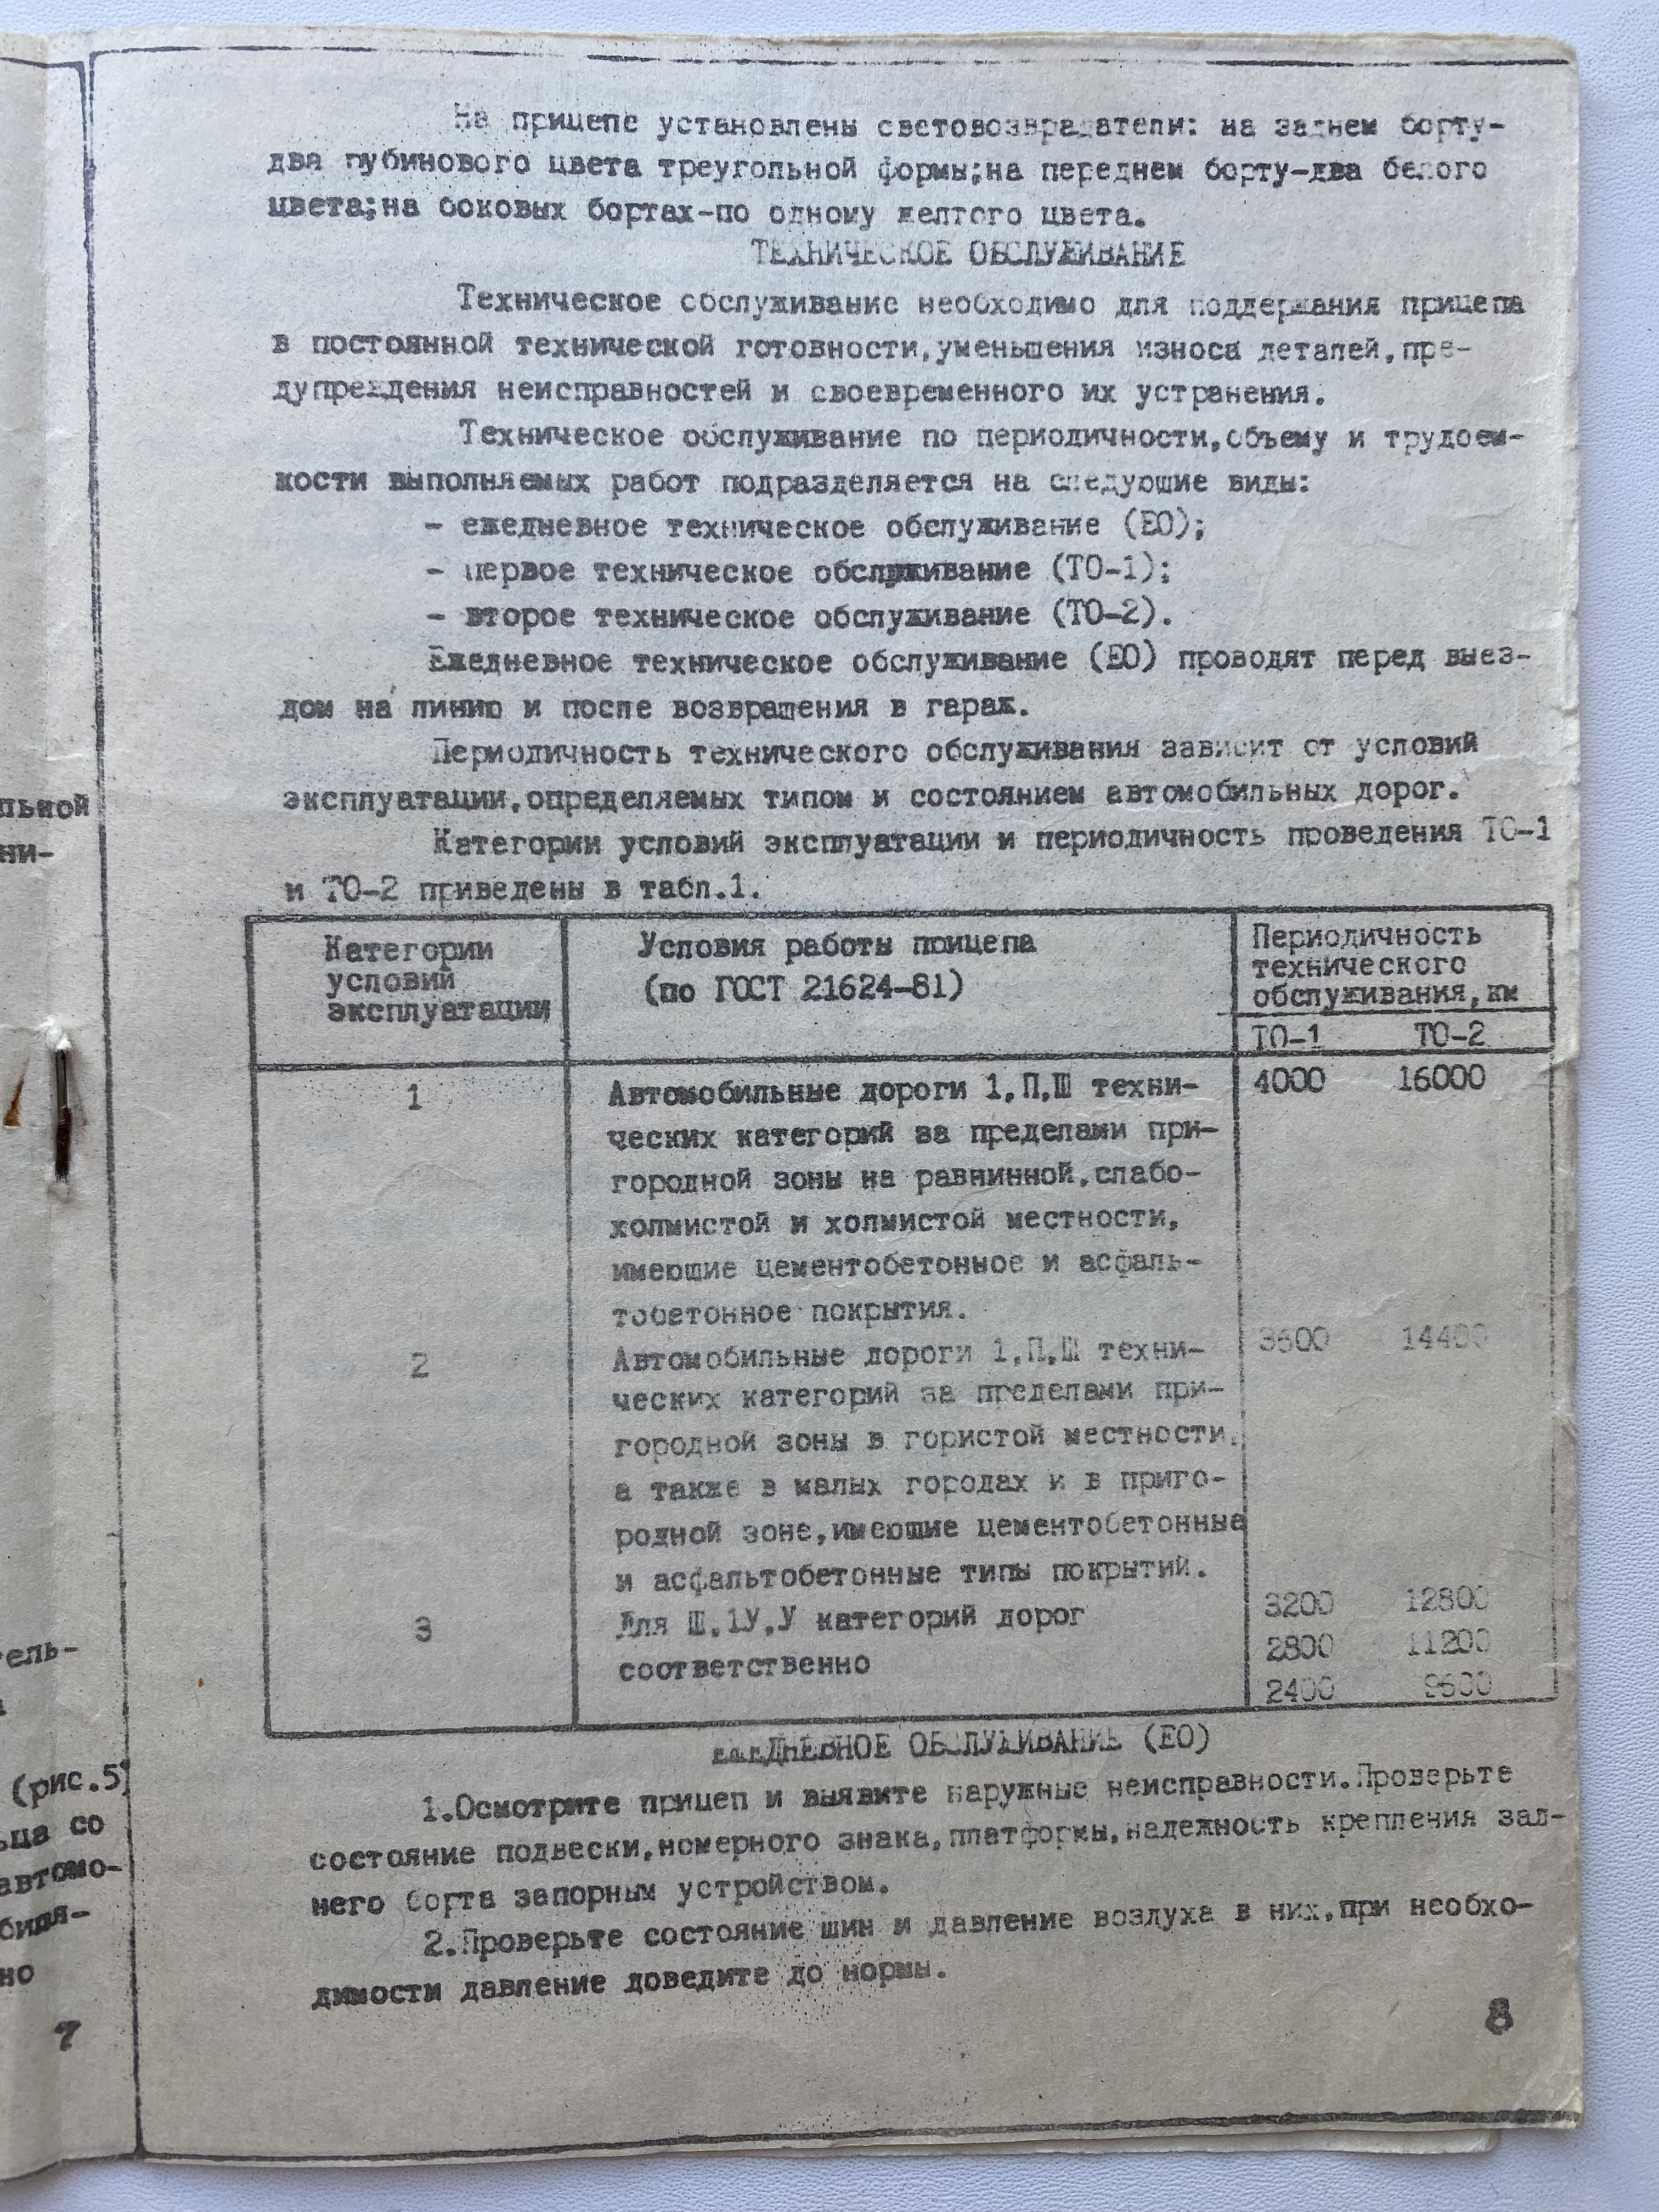 На прицепе установлены световозвращатели: на заднем борту-
два рубинового цвета треугольной формы;на переднем борту-два белого
цвета;на боковых бортах-по одному желтого цвета.
ТЕХНИЧЕСКОЕ ОБСЛУЖИВАНИЕ
Техническое обслуживание необходимо для поддержания прицепа
в постоянной технической готовности,уменьшения износа деталей,пре-
дупреждения неисправностей и своевременного их устранения.
Техническое обслуживание по периодичности,объему и трудоем-
кости выполняемых работ подразделяется на следующие виды:
- ежедневное техническое обслуживание (ЕО);
- первое техническое обслуживание (ТО-1);
- второе техническое обслуживание (ТО-2).
Ежедневное техническое обслуживание (ЕО) проводят перед выез-
дом на линию и после возвращения в гараж.
Периодичность технического обслуживания зависит от условий
эксплуатации,определяемых типом и состоянием автомобильных дорог.
Категории условий эксплуатации и периодичность проведения ТО-1
и ТО-2 приведены в табл.1.
Категории
условий
эксплуатации
Условия работы прицепа
(по ГОСТ 21624-81)
Периодичность
технического
обслуживания,км
ТО-1 ТО-2
1
Автомобильные дороги 1,П,Ш техни-
ческих категорий за пределами при-
городной зоны на равнинной,слабо-
холмистой и холмистой местности,
имеющие цементобетонное и асфаль-
тобетонное покрытия.
4000 16000
2
Автомобильные дороги 1,П,Ш техни-
ческих категорий за пределами при-
городной зоны в гористой местности,
а также в малых городах и в приго-
родной зоне,имеющие цементобетонные
и асфальтобетонные типы покрытий.
3600 14400
3
Для Ш,1У,У категорий дорог
соответственно
3200 12800
2800 11200
2400 9600
ЕЖЕДНЕВНОЕ ОБСЛУЖИВАНИЕ (ЕО)
1.Осмотрите прицеп и выявите наружные неисправности.Проверьте
состояние подвески,номерного знака,платформы,надежность крепления зад-
него борта запорным устройством.
2.Проверьте состояние шин и давление воздуха в них,при необхо-
димости давление доведите до нормы.
8
льной
ни-
тель-
(рис.5)
ьца со
автомо-
биля-
но
7